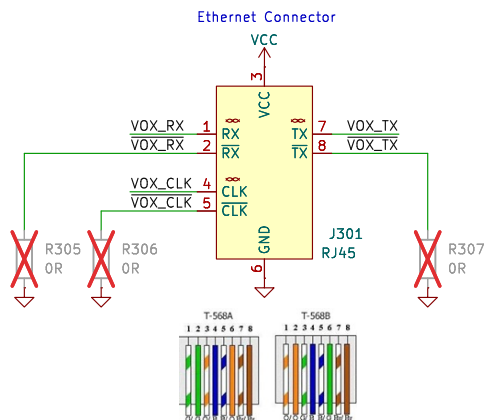 Ethernet Connector
VCC
3
VCC
VOX_RX 1 RX TX 7 VOX_TX
VOX_RX 2 RX TX 8 VOX_TX
VOX_CLK 4 CLK
VOX_CLK 5 CLK
GND
6
J301
RJ45
R305
0R
R306
0R
R307
0R
T-568A
1 2 3 4 5 6 7 8
T-568B
1 2 3 4 5 6 7 8